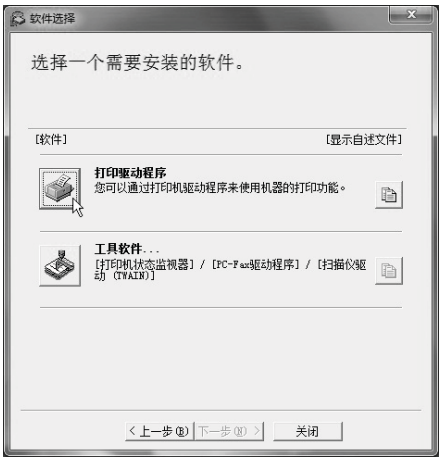 软件选择
选择一个需要安装的软件。
[软件] [显示自述文件]
打印驱动程序
您可以通过打印机驱动程序来使用机器的打印功能。
工具软件...
[打印机状态监视器] / [PC-Fax驱动程序] / [扫描仪驱
动 (TWAIN)]
< 上一步(B) 下一步(N) > 关闭